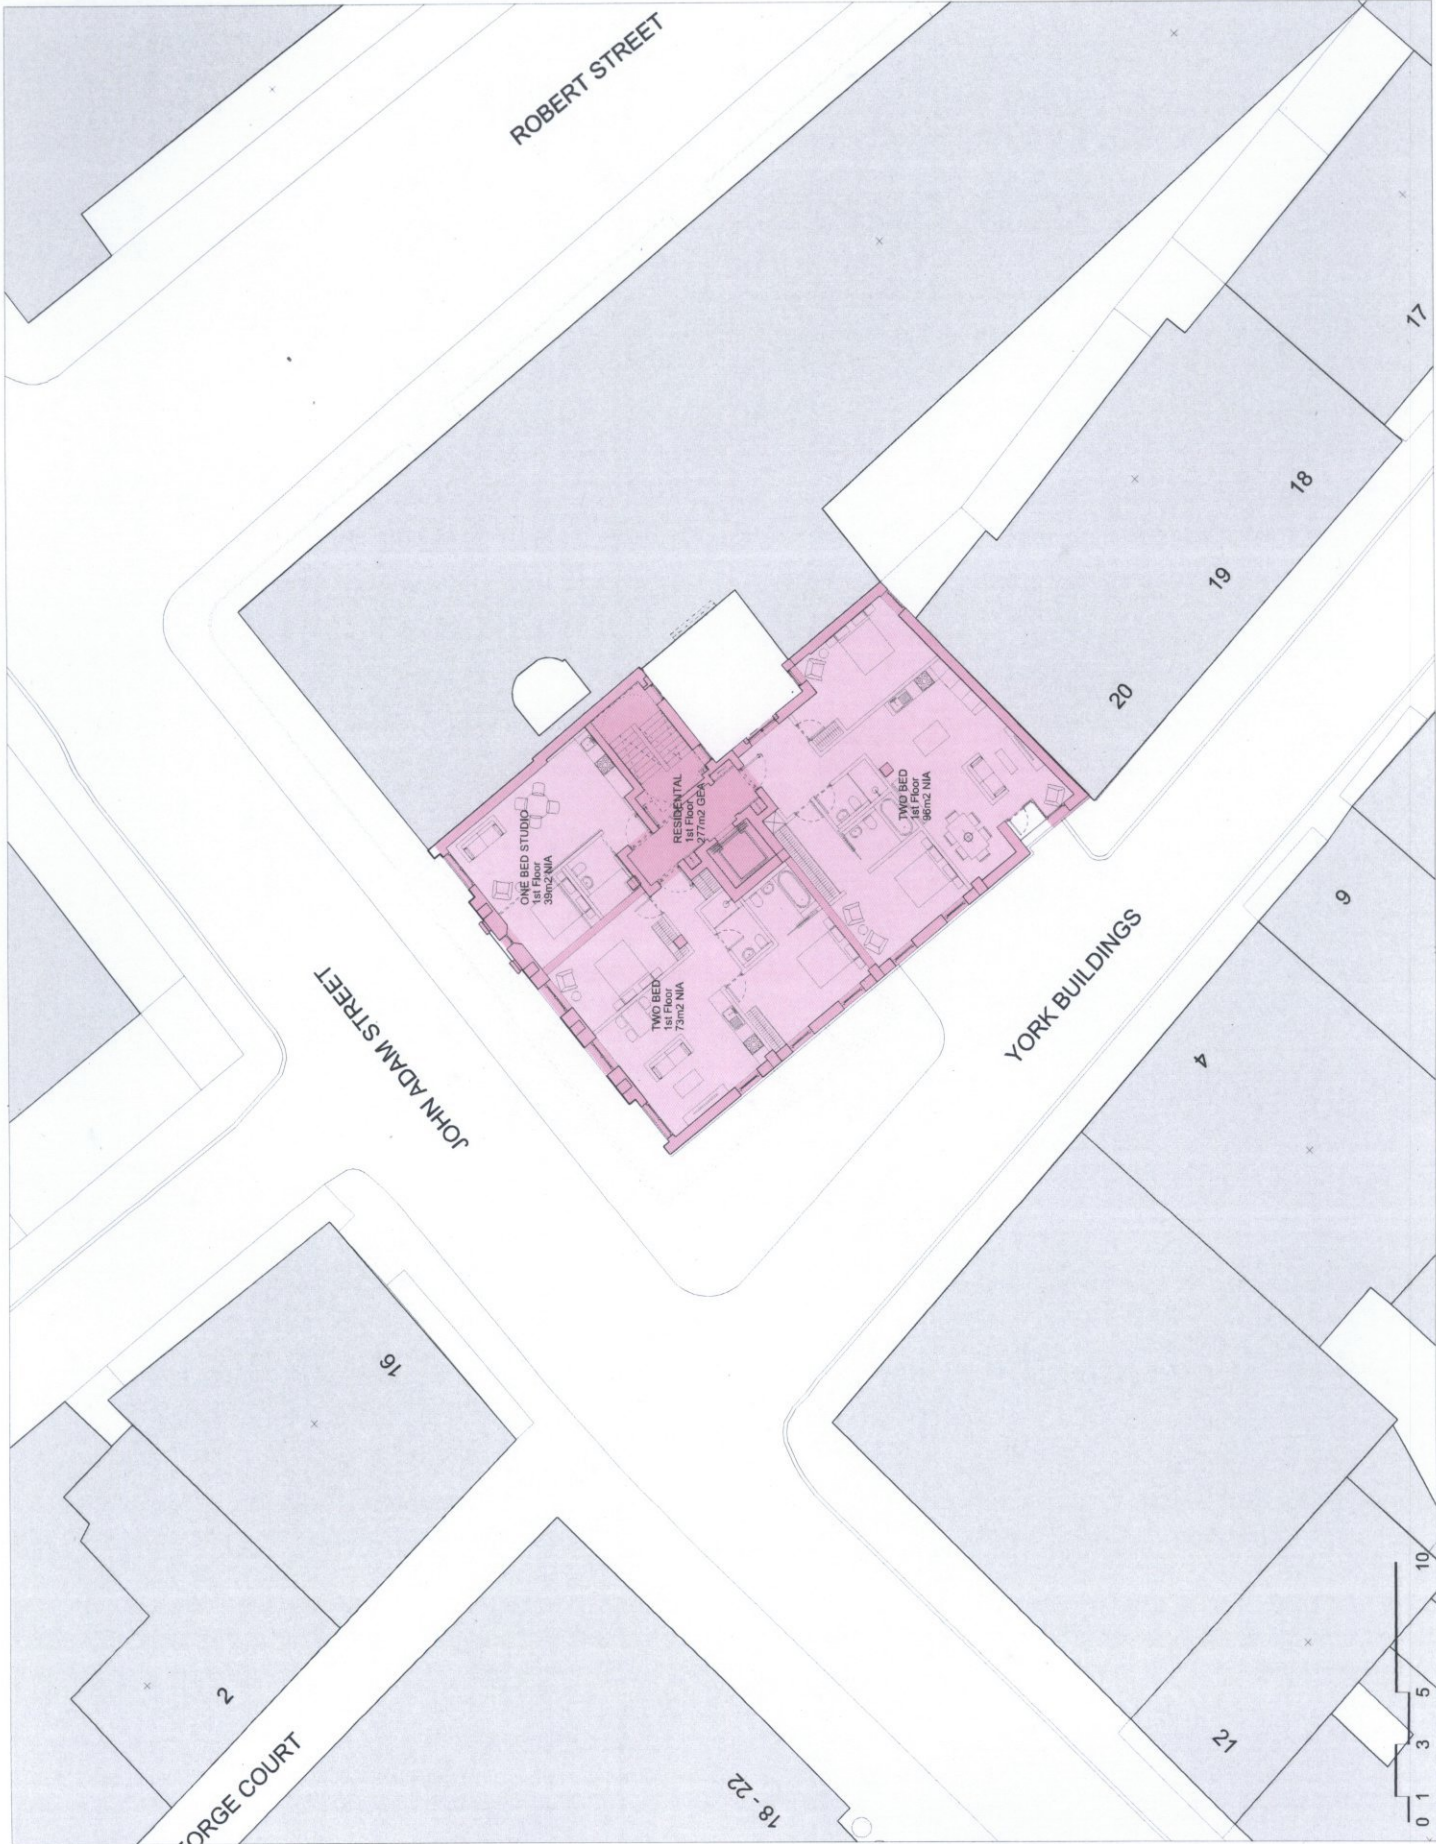 ROBERT STREET
JOHN ADAM STREET
ONE BED STUDIO
1st Floor
39m2 NIA
RESIDENTAL
1st Floor
277m2 GEA
TWO BED
1st Floor
73m2 NIA
TWO BED
1st Floor
96m2 NIA
YORK BUILDINGS
17
18
19
20
9
4
16
2
ORGE COURT
18 - 22
21
0 1 3 5 10